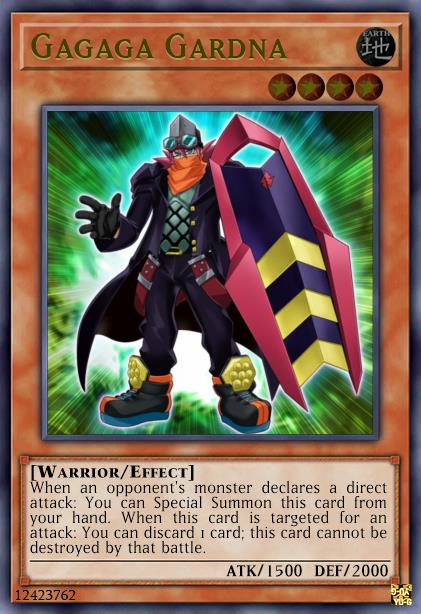 Gagaga Gardna
EARTH
地
[Warrior/Effect]
When an opponent's monster declares a direct
attack: You can Special Summon this card from
your hand. When this card is targeted for an
attack: You can discard 1 card; this card cannot be
destroyed by that battle.
ATK/1500 DEF/2000
12423762